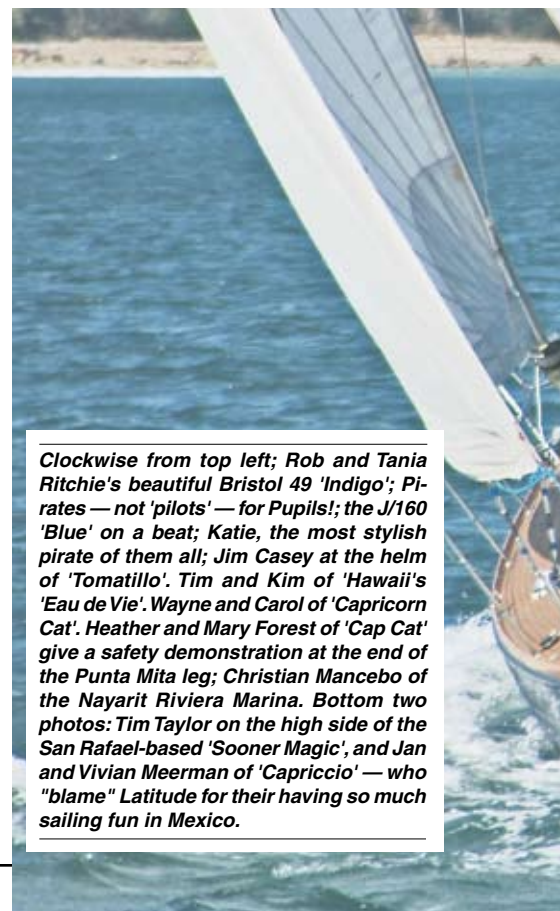 Clockwise from top left; Rob and Tania
Ritchie's beautiful Bristol 49 'Indigo'; Pi-
rates — not 'pilots' — for Pupils!; the J/160
'Blue' on a beat; Katie, the most stylish
pirate of them all; Jim Casey at the helm
of 'Tomatillo'. Tim and Kim of 'Hawaii's
'Eau de Vie'. Wayne and Carol of 'Capricorn
Cat'. Heather and Mary Forest of 'Cap Cat'
give a safety demonstration at the end of
the Punta Mita leg; Christian Mancebo of
the Nayarit Riviera Marina. Bottom two
photos: Tim Taylor on the high side of the
San Rafael-based 'Sooner Magic', and Jan
and Vivian Meerman of 'Capriccio' — who
"blame" Latitude for their having so much
sailing fun in Mexico.